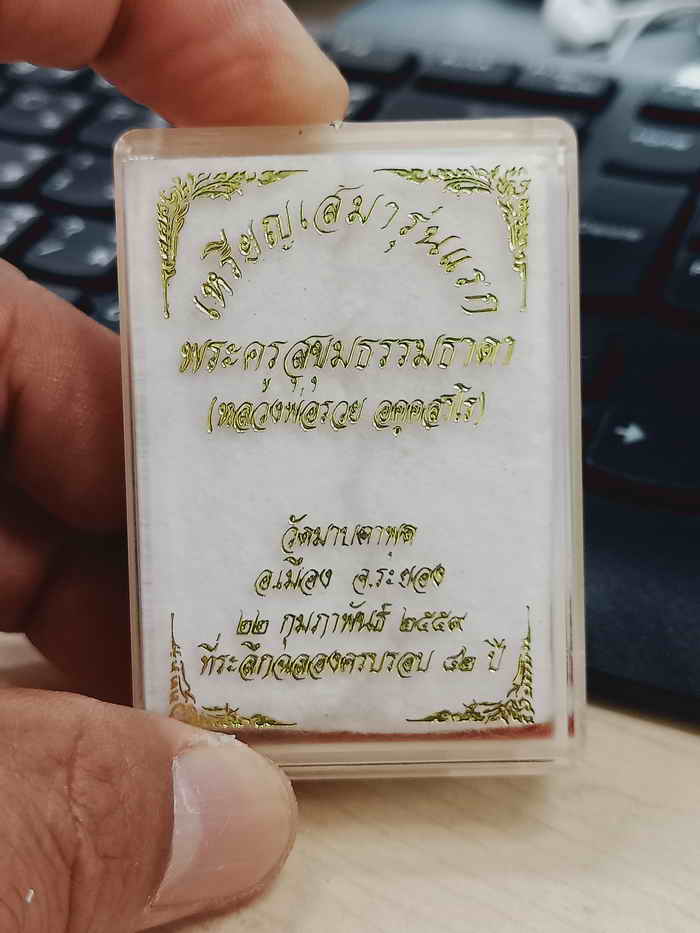 เหรียญเสมารุ่นแรก
พระครูสุขุมธรรมธาดา
(หลวงพ่อรวย อคฺคสาโร)
วัดมาบตาพุด
อ.เมือง จ.ระยอง
๒๒ กุมภาพันธ์ ๒๕๕๙
ที่ระลึกฉลองครบรอบ ๘๒ ปี